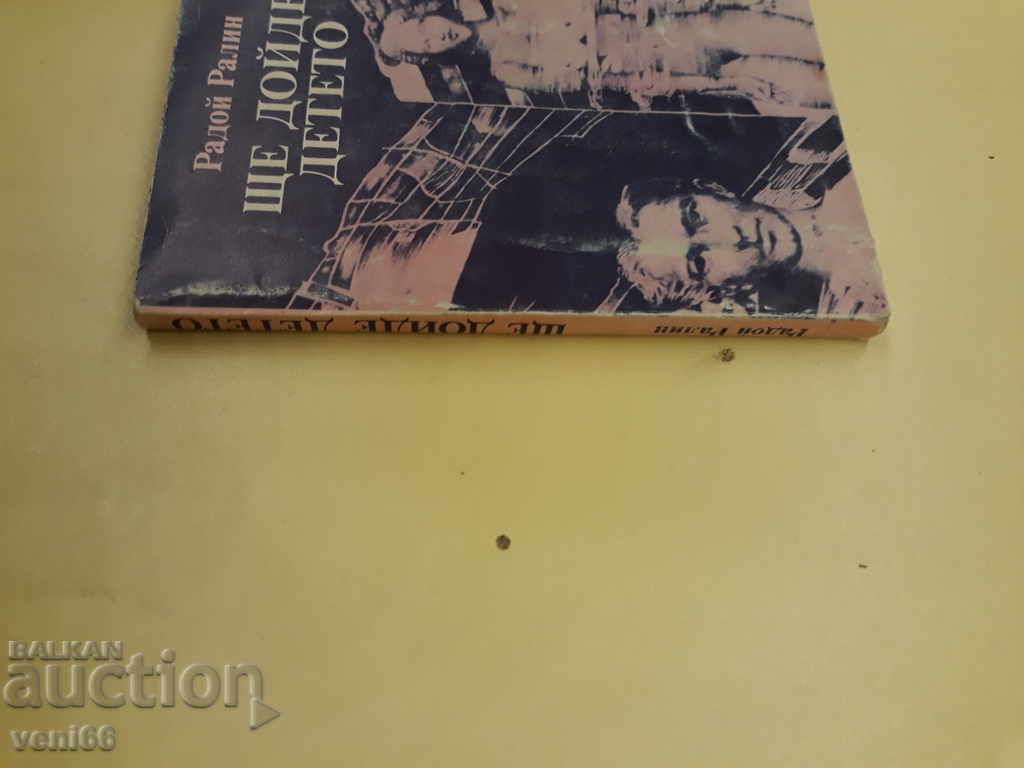 Радой Ралин
ЩЕ ДОЙДЕ
ДЕТЕТО
Радой Ралин ЩЕ ДОЙДЕ ДЕТЕТО
BALKAN
auction
veni66